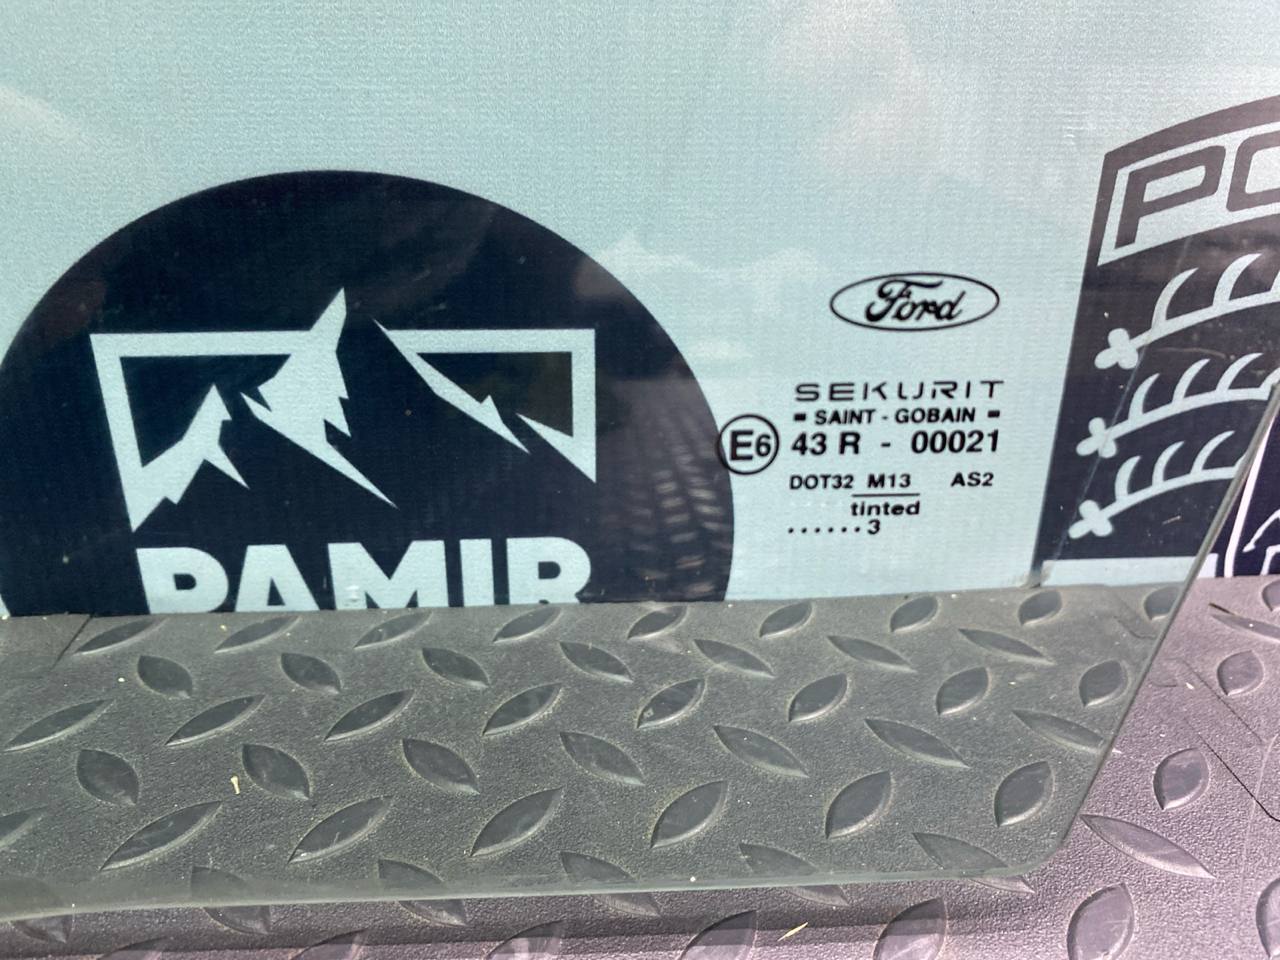 Ford
SEKURIT
SAINT - GOBAIN
E6 43 R - 00021
DOT32 M13 AS2
tinted
......3
PAMIR